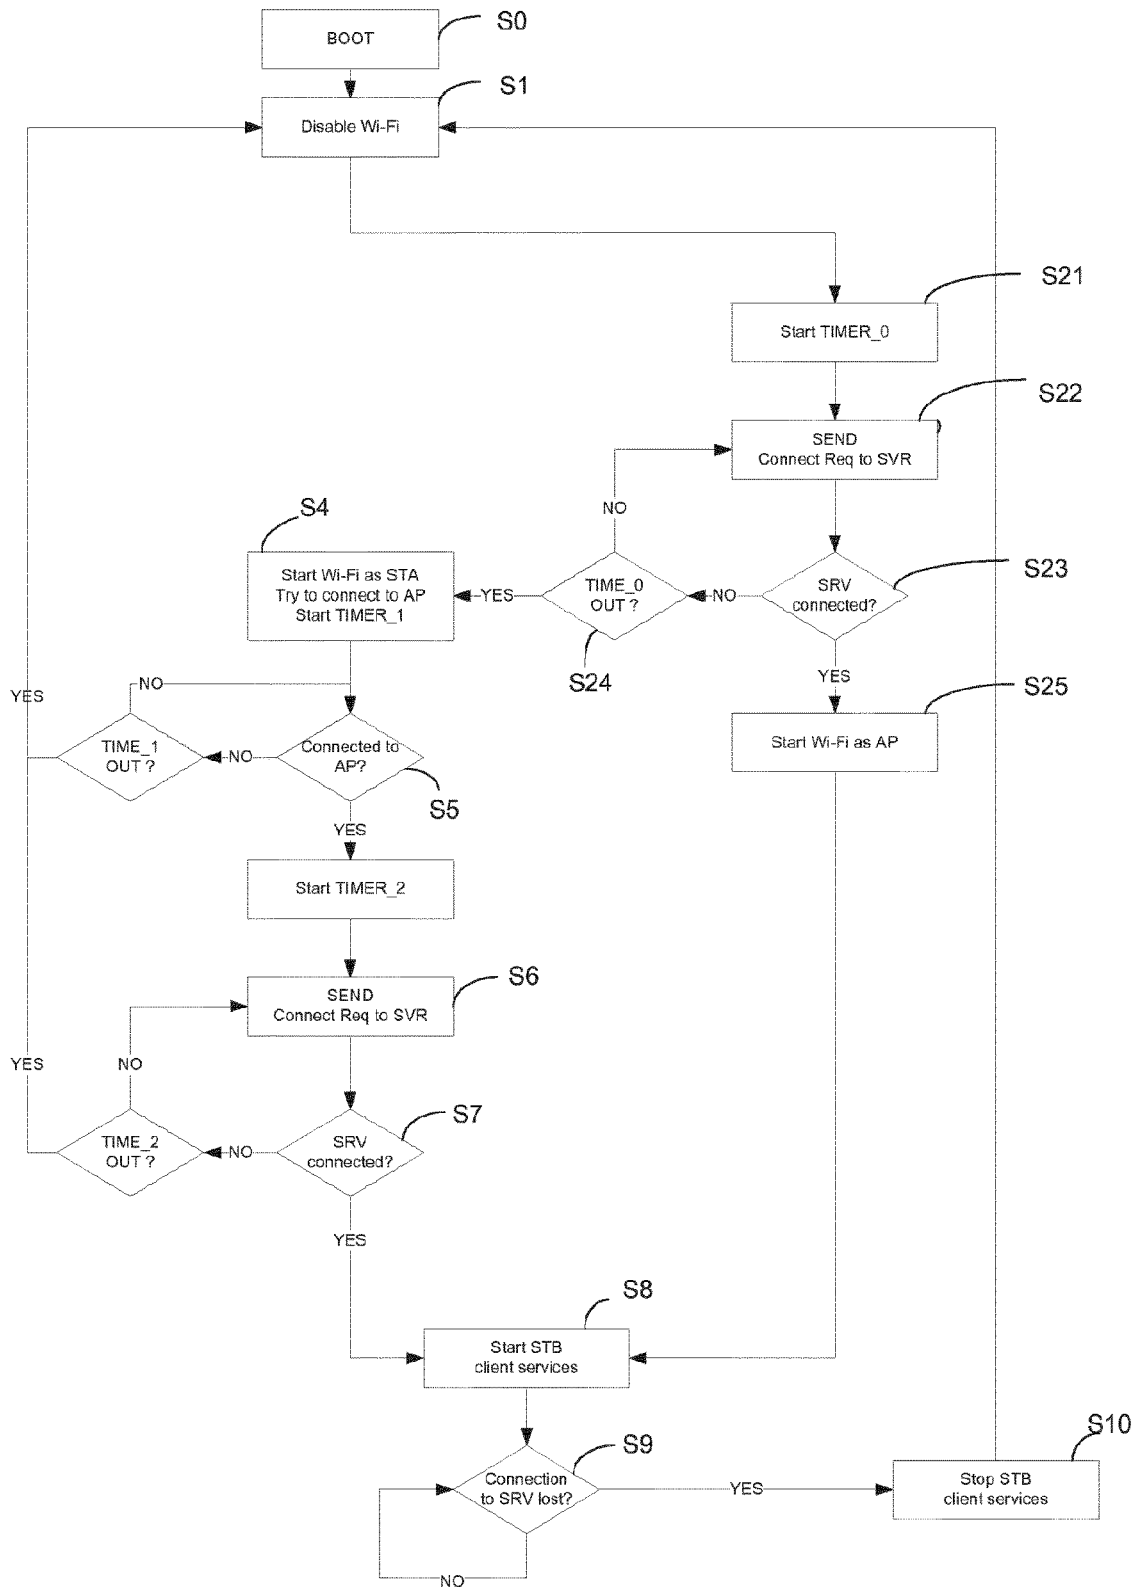 S0
BOOT
S1
Disable Wi-Fi
S21
Start TIMER_0
S22
SEND
Connect Req to SVR
NO
S4
Start Wi-Fi as STA
Try to connect to AP
Start TIMER_1
YES
TIME_0
OUT ?
NO
SRV
connected?
S23
S24
YES
S25
Start Wi-Fi as AP
YES
NO
TIME_1
OUT ?
NO
Connected to
AP?
S5
YES
Start TIMER_2
S6
SEND
Connect Req to SVR
YES
NO
S7
TIME_2
OUT ?
NO
SRV
connected?
YES
S8
Start STB
client services
S9
Connection
to SRV lost?
YES
NO
S10
Stop STB
client services